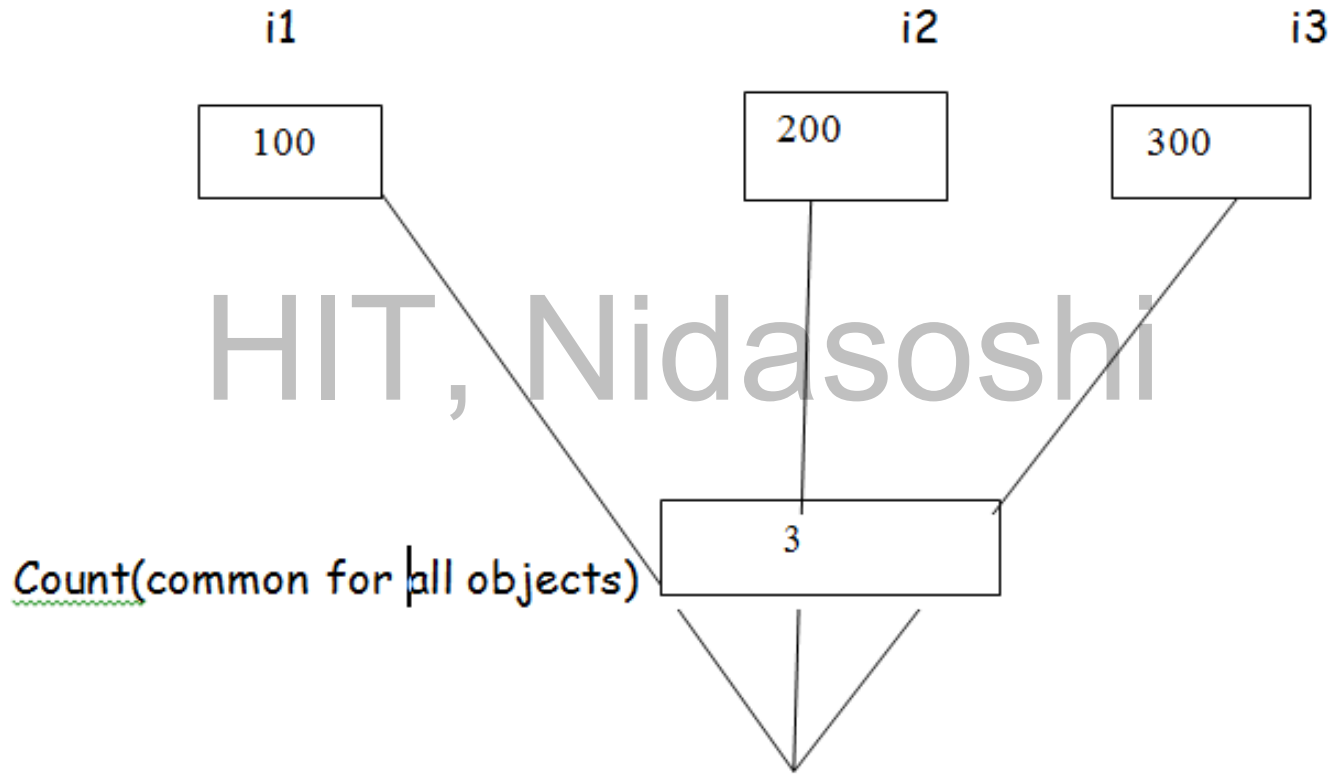 i1 i2 i3
100 200 300
HIT, Nidasoshi
3
Count(common for all objects)